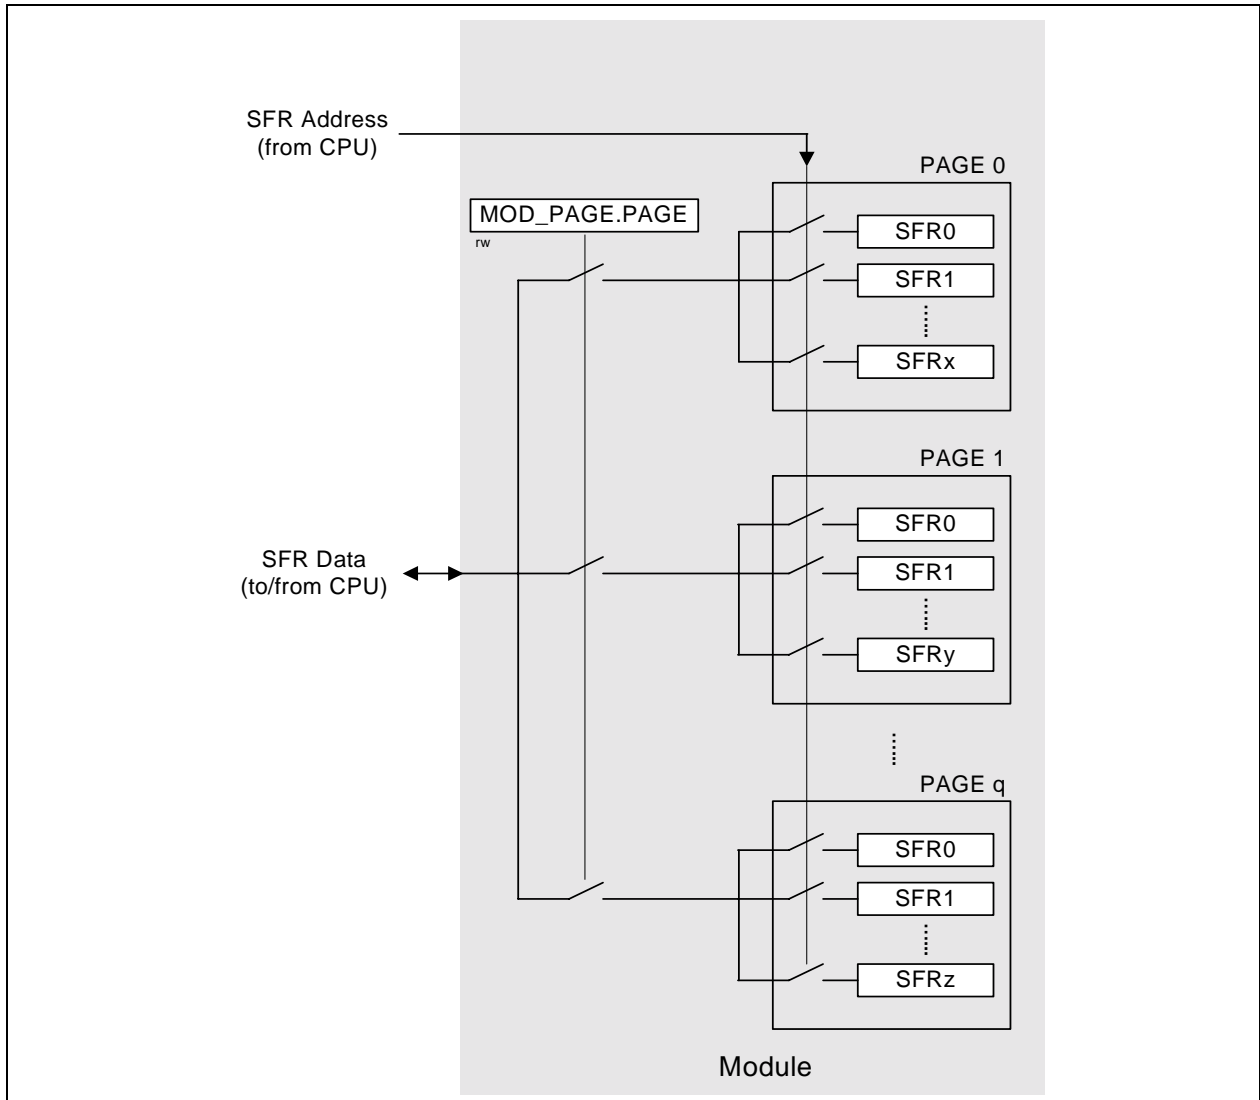 SFR Address
(from CPU)
PAGE 0
MOD_PAGE.PAGE
rw
SFR0
SFR1
SFRx
PAGE 1
SFR0
SFR1
SFRy
SFR Data
(to/from CPU)
PAGE q
SFR0
SFR1
SFRz
Module